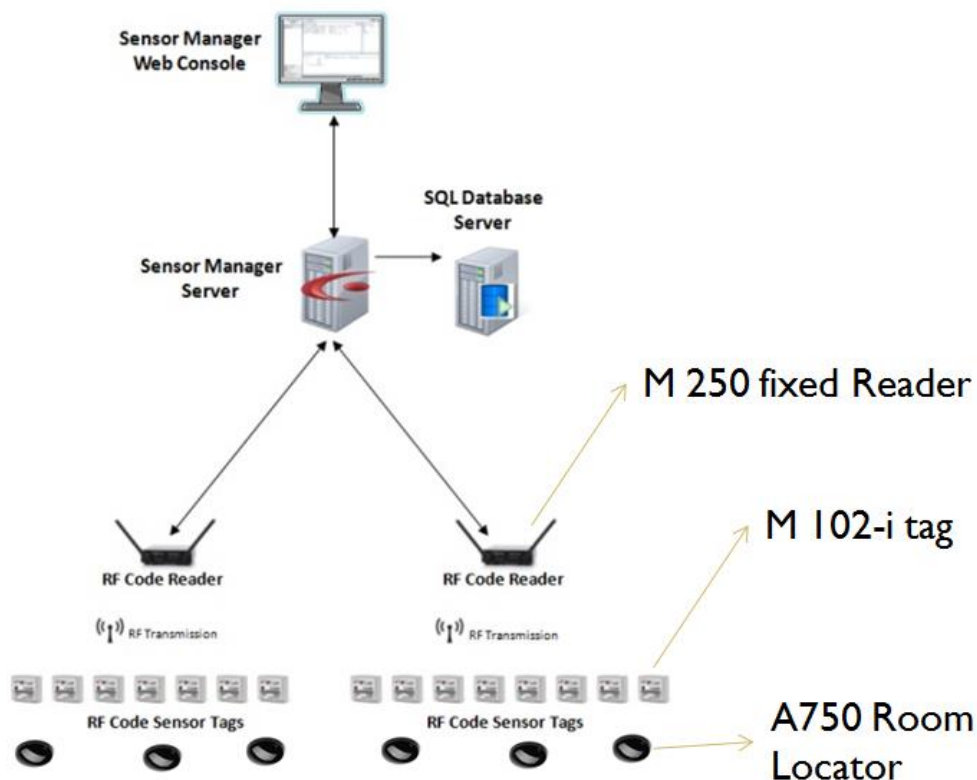 Sensor Manager
Web Console
SQL Database
Server
Sensor Manager
Server
M 250 fixed Reader
M 102-i tag
RF Code Reader
RF Code Reader
RF Transmission
RF Transmission
RF Code Sensor Tags
RF Code Sensor Tags
A750 Room
Locator